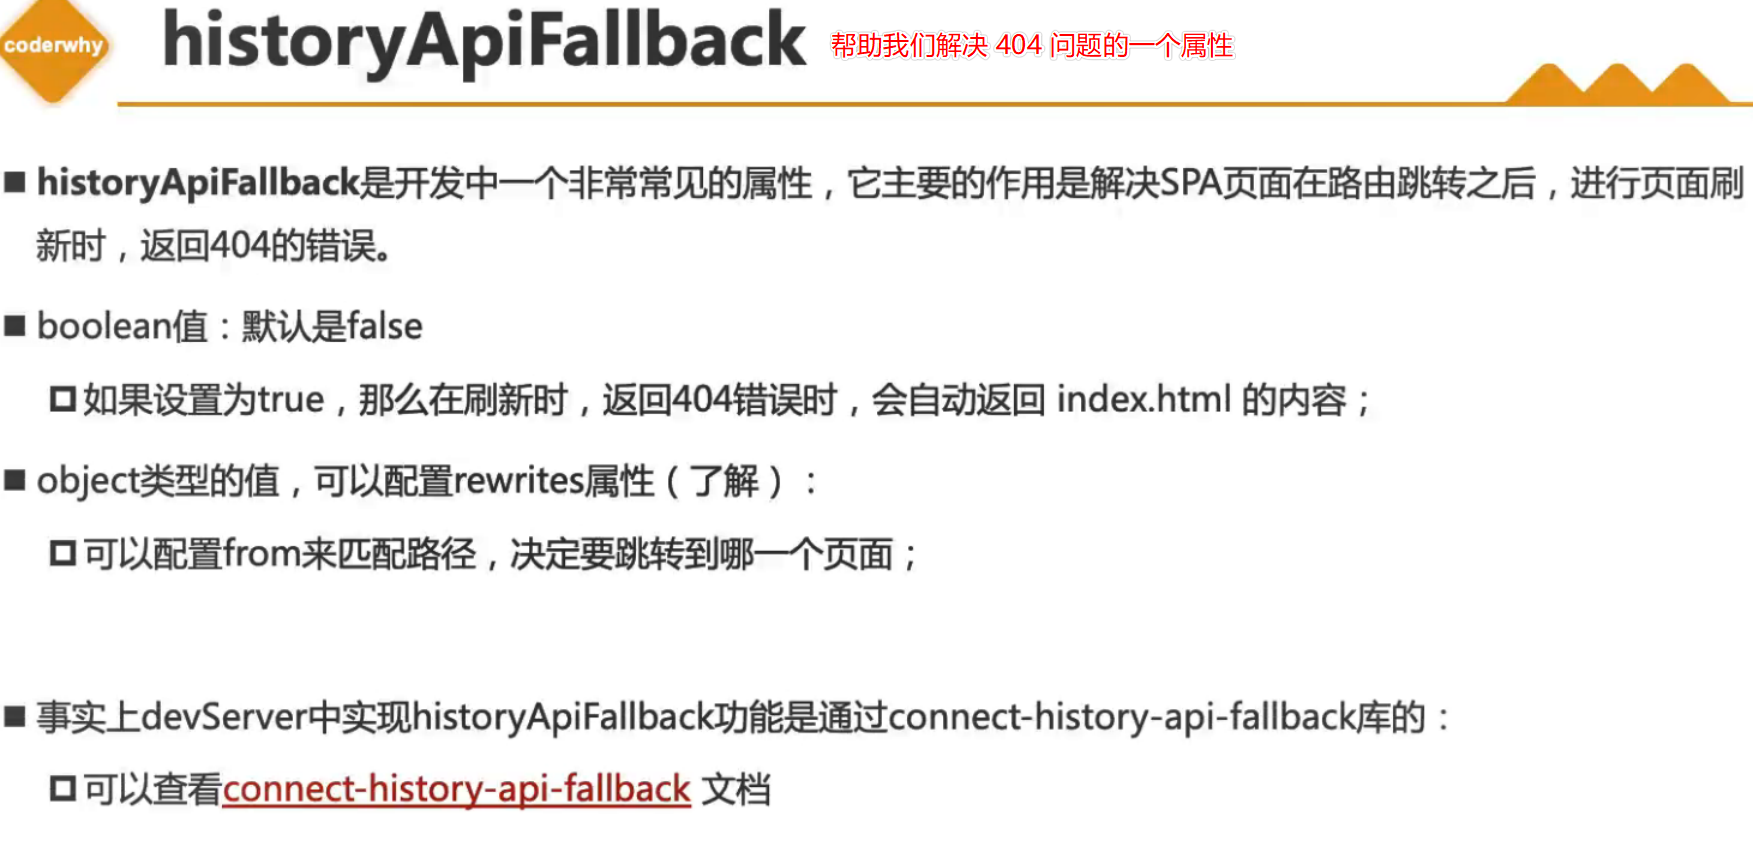 coderwhy
historyApiFallback 帮助我们解决 404 问题的一个属性
■ historyApiFallback是开发中一个非常常见的属性，它主要的作用是解决SPA页面在路由跳转之后，进行页面刷
新时，返回404的错误。
■ boolean值：默认是false
□ 如果设置为true，那么在刷新时，返回404错误时，会自动返回 index.html 的内容；
■ object类型的值，可以配置rewrites属性（了解）：
□ 可以配置from来匹配路径，决定要跳转到哪一个页面；
■ 事实上devServer中实现historyApiFallback功能是通过connect-history-api-fallback库的：
□ 可以查看connect-history-api-fallback 文档